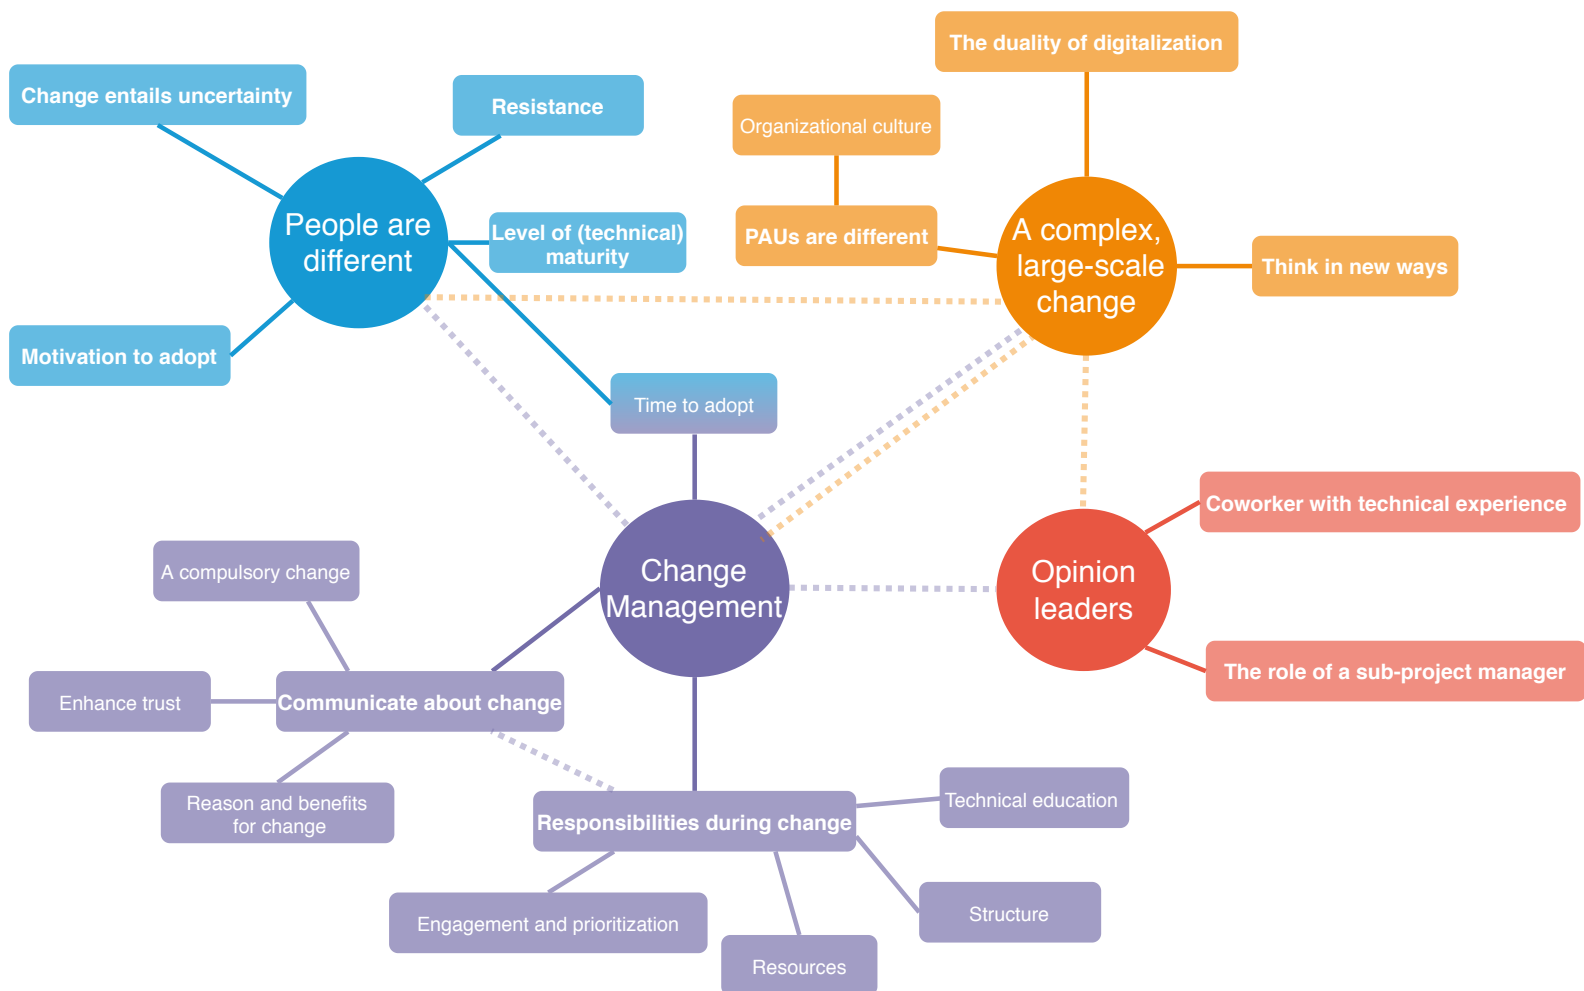 The duality of digitalization
Change entails uncertainty
Resistance
Organizational culture
People are
different
Level of (technical)
maturity
PAUs are different
A complex,
large-scale
change
Think in new ways
Motivation to adopt
Time to adopt
Coworker with technical experience
A compulsory change
Change
Management
Opinion
leaders
Enhance trust
Communicate about change
The role of a sub-project manager
Reason and benefits
for change
Responsibilities during change
Technical education
Engagement and prioritization
Structure
Resources